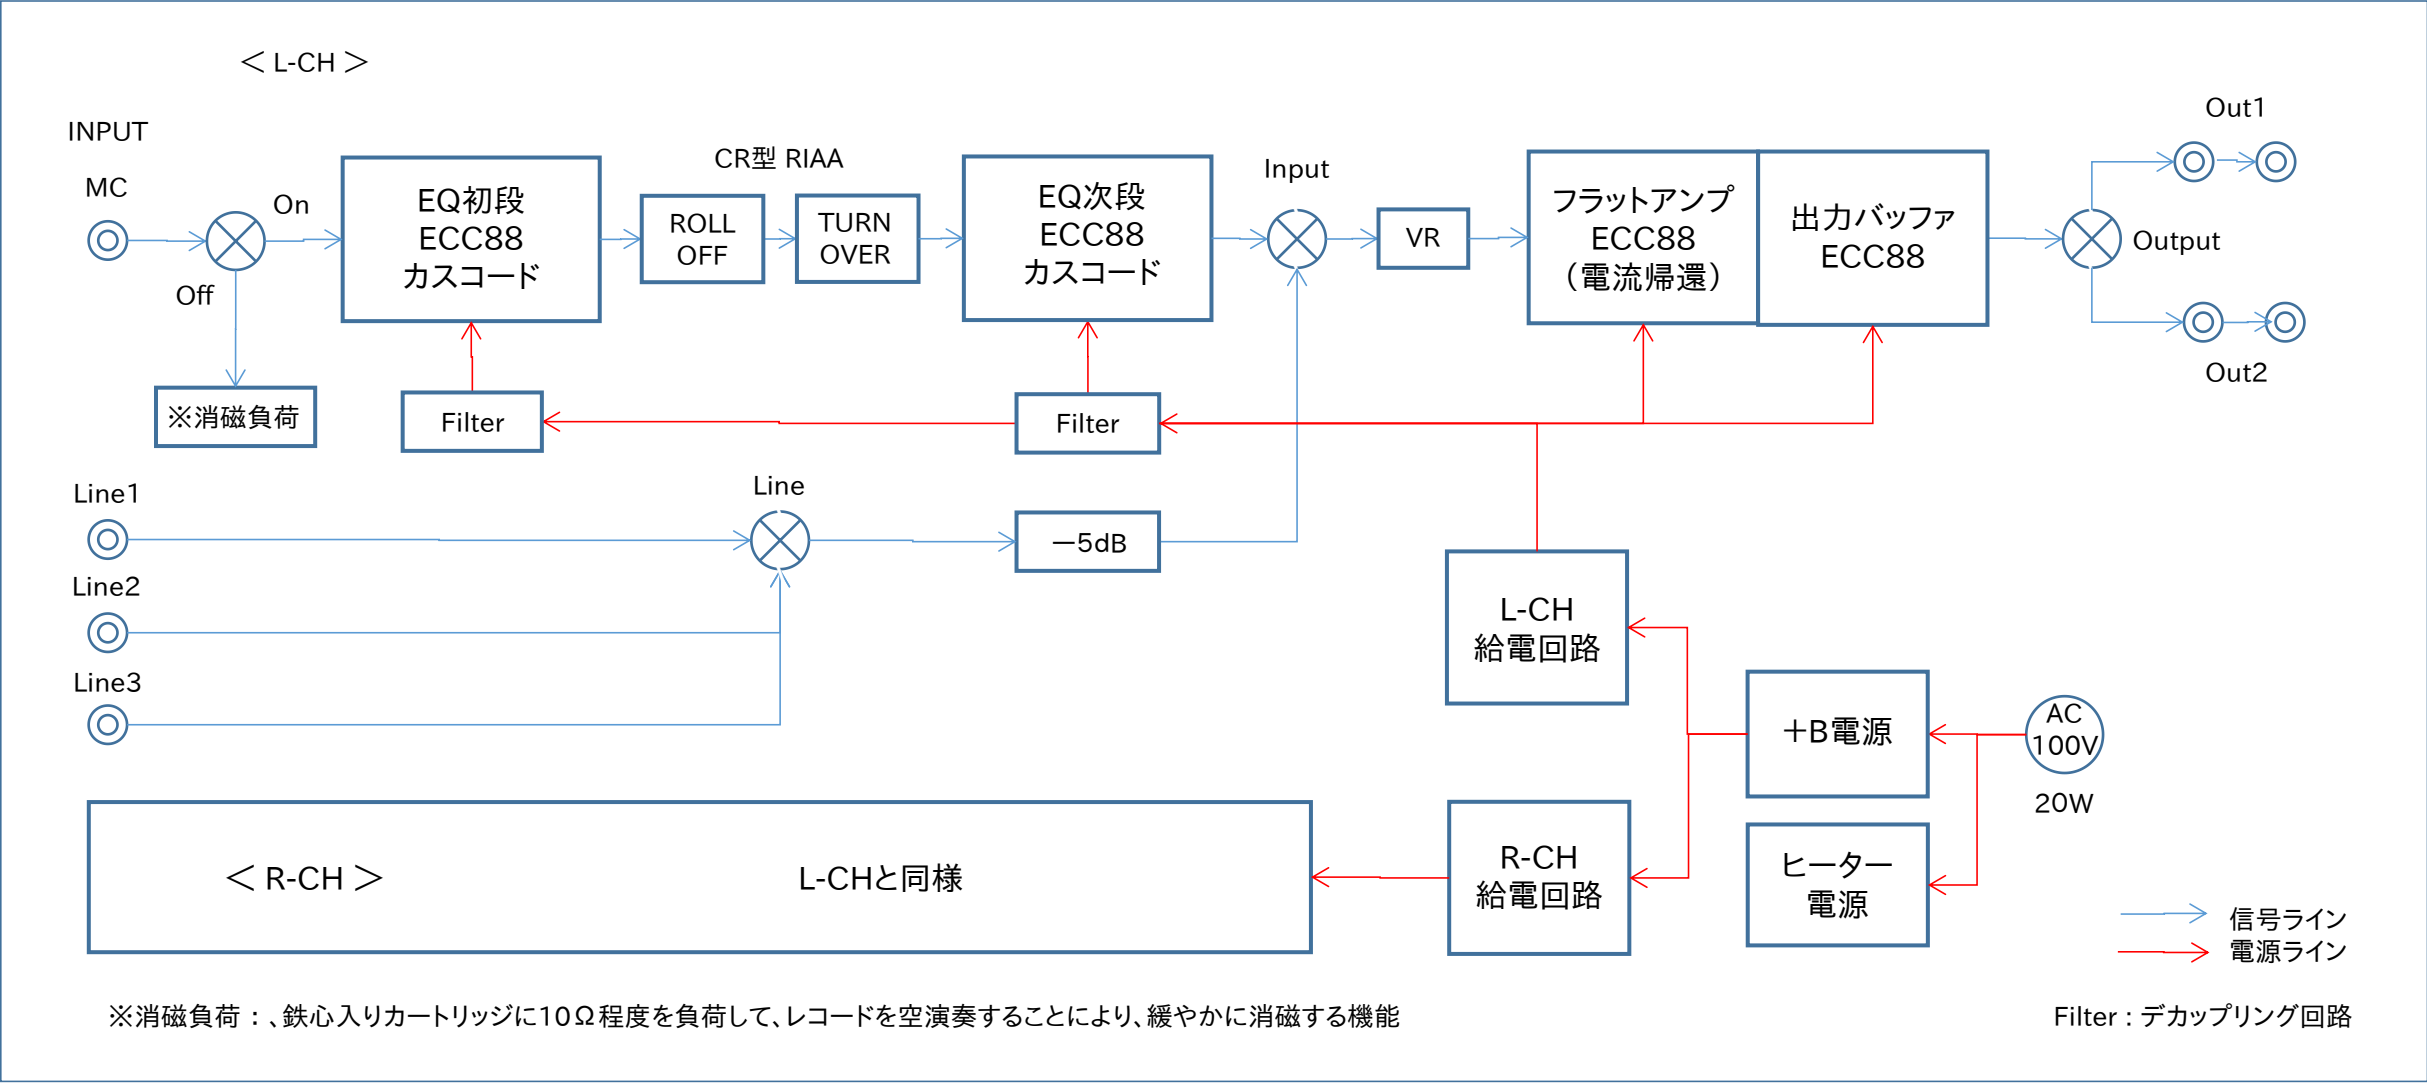 ＜ L-CH ＞
INPUT
MC
On
Off
※消磁負荷
EQ初段
ECC88
カスコード
CR型 RIAA
ROLL
OFF
TURN
OVER
EQ次段
ECC88
カスコード
Input
VR
フラットアンプ
ECC88
（電流帰還）
出力バッファ
ECC88
Output
Out1
Out2
Filter
Filter
Line1
Line2
Line3
Line
－5dB
L-CH
給電回路
＋B電源
AC
100V
20W
＜ R-CH ＞
L-CHと同様
R-CH
給電回路
ヒーター
電源
信号ライン
電源ライン
※消磁負荷：、鉄心入りカートリッジに10Ω程度を負荷して、レコードを空演奏することにより、緩やかに消磁する機能
Filter：デカップリング回路